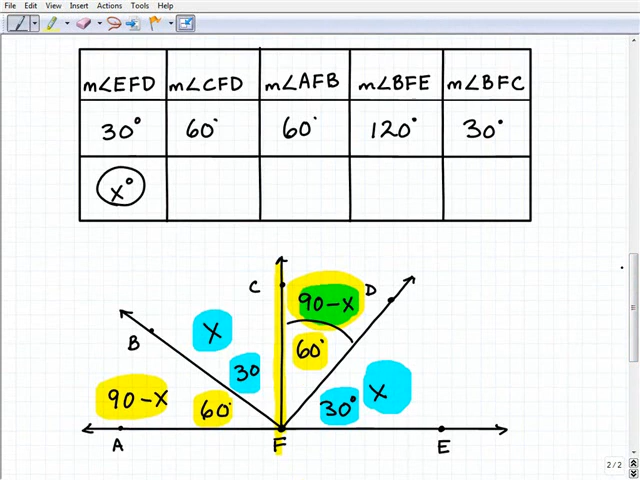 File Edit View Insert Actions Tools Help
m∠EFD m∠CFD m∠AFB m∠BFE m∠BFC
30° 60° 60° 120° 30°
x°
C 90-x D
B x 60°
30
90-x 60° 30° x
A F E
2/2